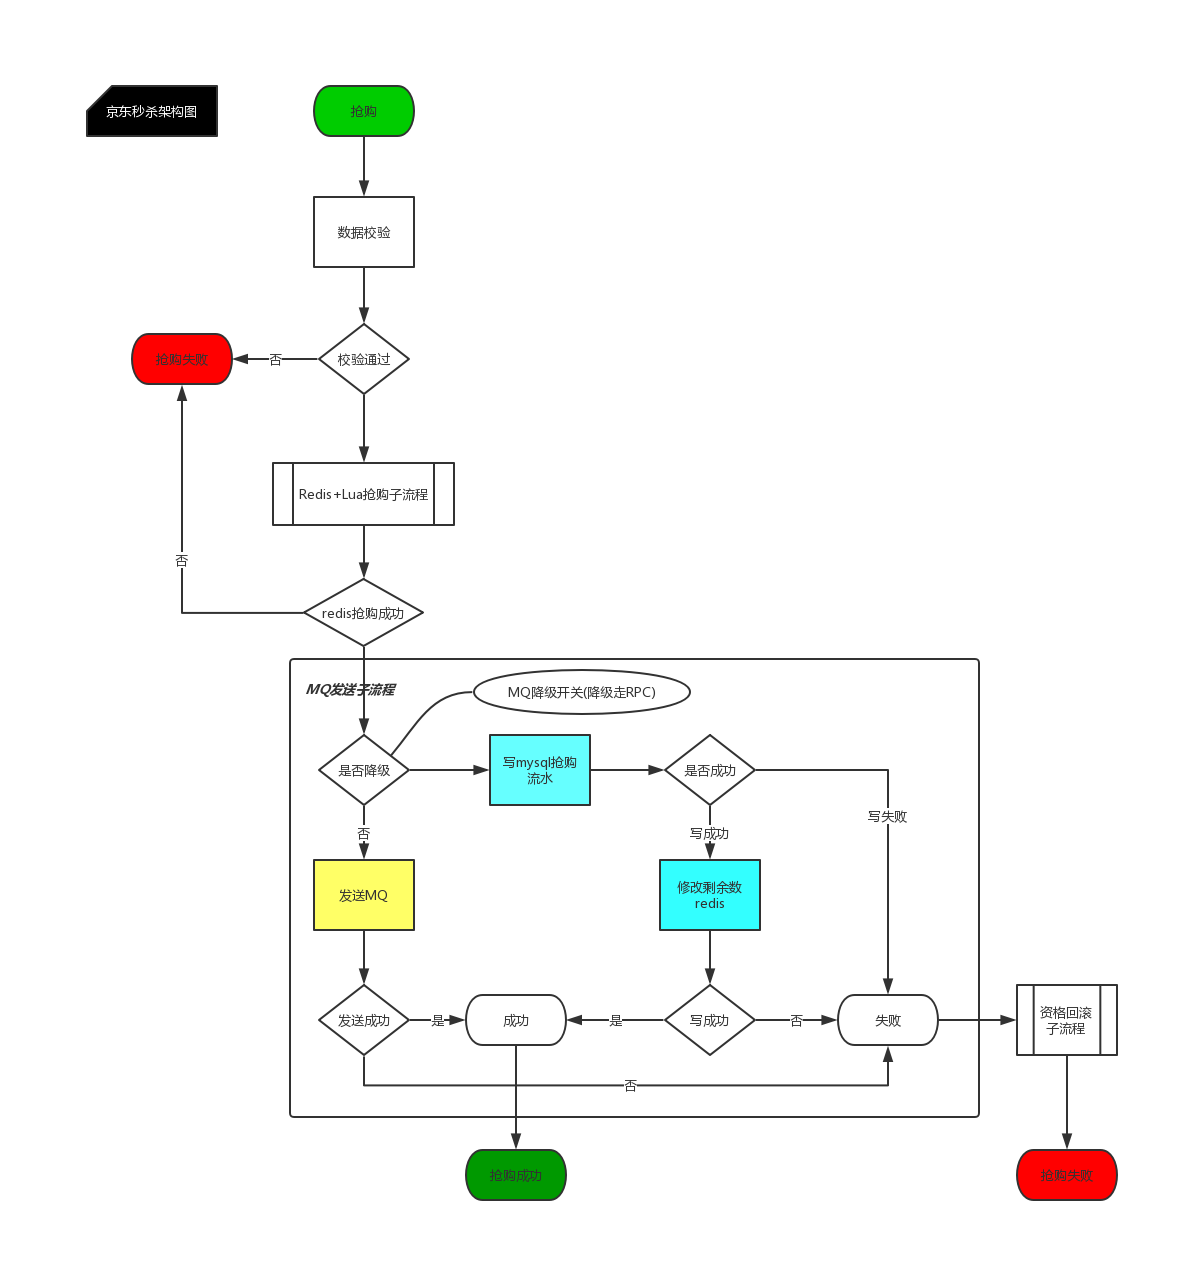 京东秒杀架构图
抢购
数据校验
抢购失败
否
校验通过
Redis+Lua抢购子流程
否
redis抢购成功
MQ发送子流程
MQ降级开关(降级走RPC)
是否降级
写mysql抢购
流水
是否成功
写失败
否
写成功
发送MQ
修改剩余数
redis
发送成功
是
成功
是
写成功
否
失败
资格回滚
子流程
否
抢购成功
抢购失败